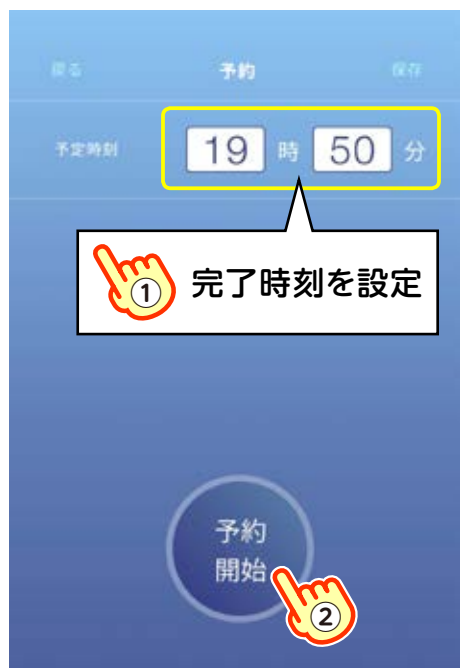 戻る 予約 保存
予定時刻 19 時 50 分
① 完了時刻を設定
予約
開始
②